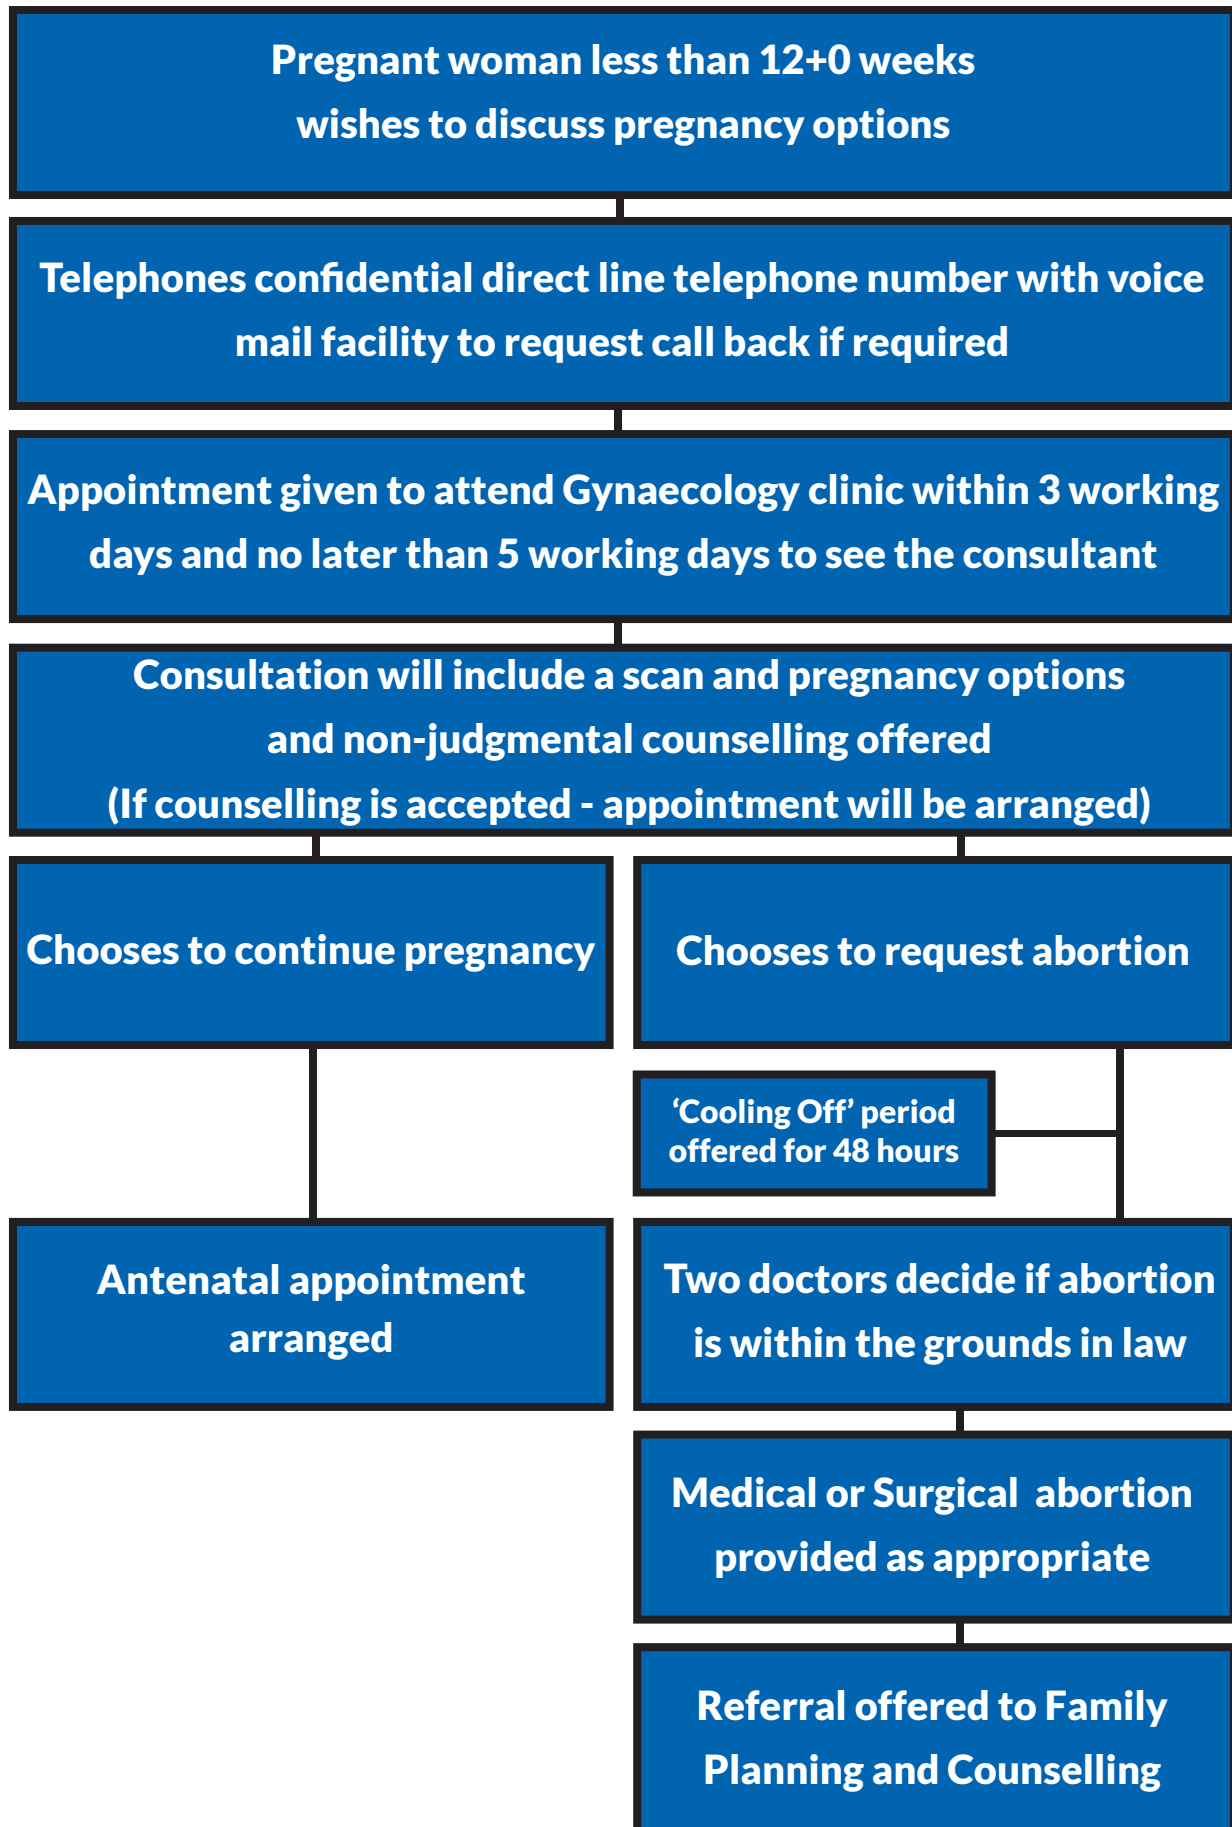 Pregnant woman less than 12+0 weeks
wishes to discuss pregnancy options
Telephones confidential direct line telephone number with voice
mail facility to request call back if required
Appointment given to attend Gynaecology clinic within 3 working
days and no later than 5 working days to see the consultant
Consultation will include a scan and pregnancy options
and non-judgmental counselling offered
(If counselling is accepted - appointment will be arranged)
Chooses to continue pregnancy
Chooses to request abortion
‘Cooling Off’ period
offered for 48 hours
Antenatal appointment
arranged
Two doctors decide if abortion
is within the grounds in law
Medical or Surgical  abortion
provided as appropriate
Referral offered to Family
Planning and Counselling